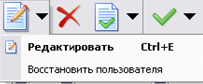 Редактировать Ctrl+E
Восстановить пользователя